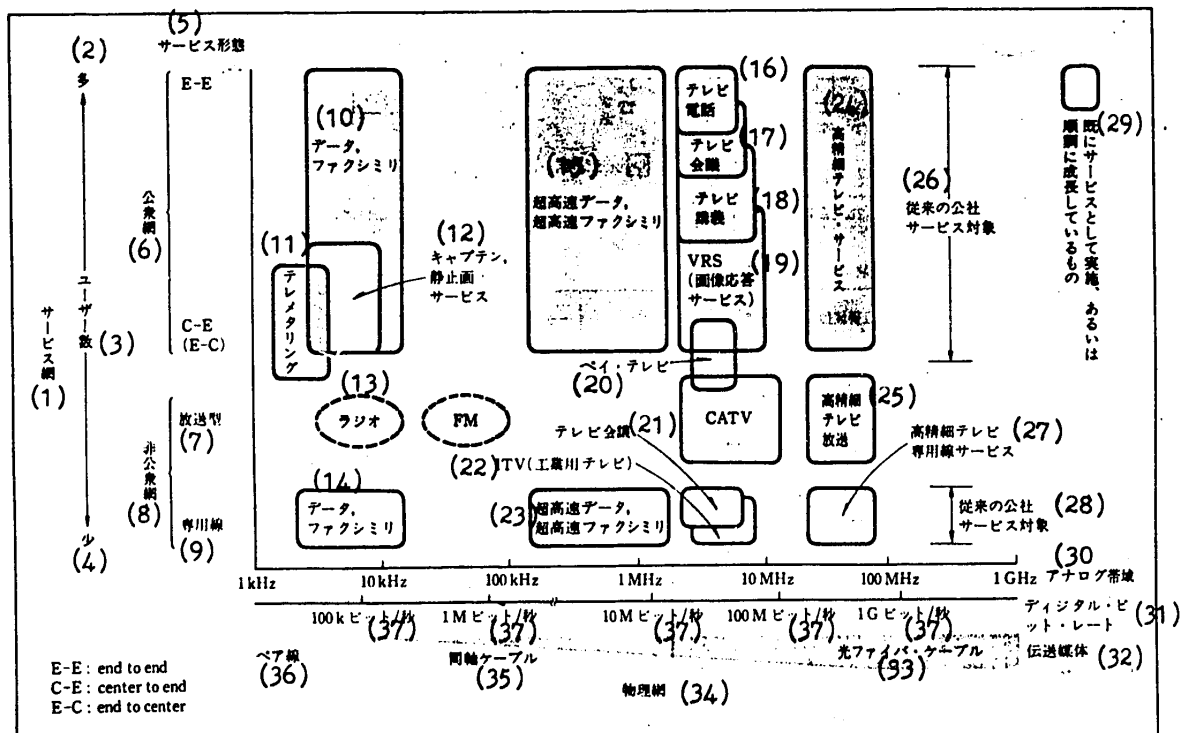 (5)
サービス形態
(2)
多
E-E
(10)
データ,
ファクシミリ
(15)
超高速データ,
超高速ファクシミリ
(16)
テレビ
電話
(17)
テレビ
会議
(18)
テレビ
講義
(19)
VRS
(画像応答
サービス)
(24)
高精細テレビ・サービス
(26)
従来の公社
サービス対象
(29)
既にサービスとして実施、あるいは
順調に成長しているもの
公衆網
(6)
(11)
テレメタリング
(12)
キャプテン,
静止画
サービス
ユーザー数
(3)
サービス網
(1)
C-E
(E-C)
ペイ・テレビ
(20)
(13)
ラジオ
FM
放送型
(7)
CATV
高精細
テレビ
放送
(25)
テレビ会議
(21)
(22)
ITV(工業用テレビ)
高精細テレビ
専用線サービス
(27)
非公衆網
(8)
(14)
データ,
ファクシミリ
(23)
超高速データ,
超高速ファクシミリ
従来の公社
サービス対象
(28)
専用線
(9)
少
(4)
1kHz
10kHz
100kHz
1MHz
10MHz
100MHz
1GHz
アナログ帯域
(30)
100kビット/秒
(37)
1Mビット/秒
(37)
10Mビット/秒
(37)
100Mビット/秒
(37)
1Gビット/秒
(37)
ディジタル・ビ
ット・レート
(31)
ペア線
(36)
同軸ケーブル
(35)
光ファイバ・ケーブル
(33)
伝送媒体
(32)
物理網
(34)
E-E : end to end
C-E : center to end
E-C : end to center